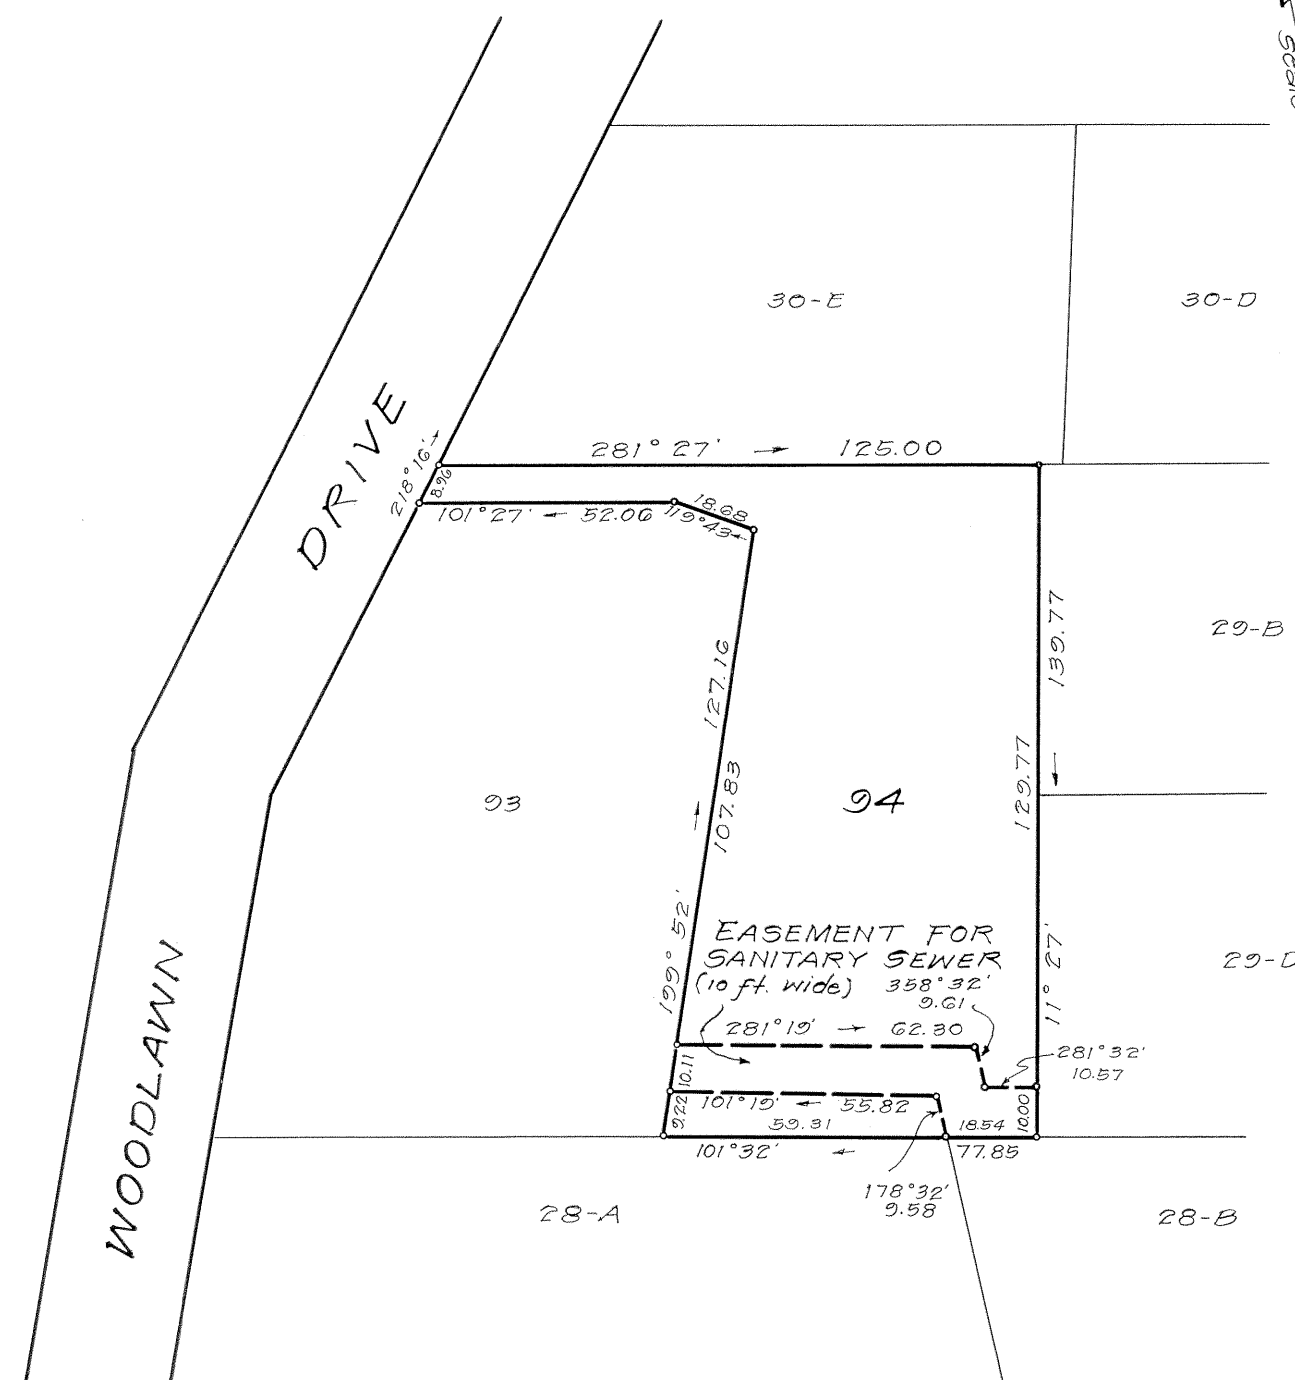 Scale
30-E
30-D
DRIVE
218°16'
8.96
281°27' 125.00
101°27' 52.06
18.68
119°43'
139.77
29-B
127.16
107.83
129.77
93
94
199°52'
11°27'
EASEMENT FOR
SANITARY SEWER
(10 ft. wide)
358°32'
9.61
29-D
WOODLAWN
281°19' 62.30
281°32'
10.57
10.11
101°19' 55.82
9.22
59.31
18.54
10.00
101°32'
77.85
178°32'
9.58
28-A
28-B